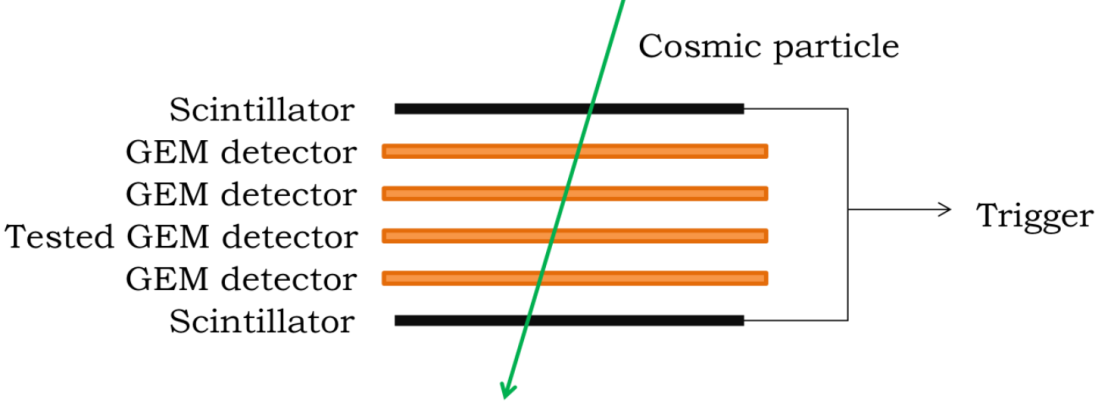 Cosmic particle
Scintillator
GEM detector
GEM detector
Tested GEM detector
Trigger
GEM detector
Scintillator